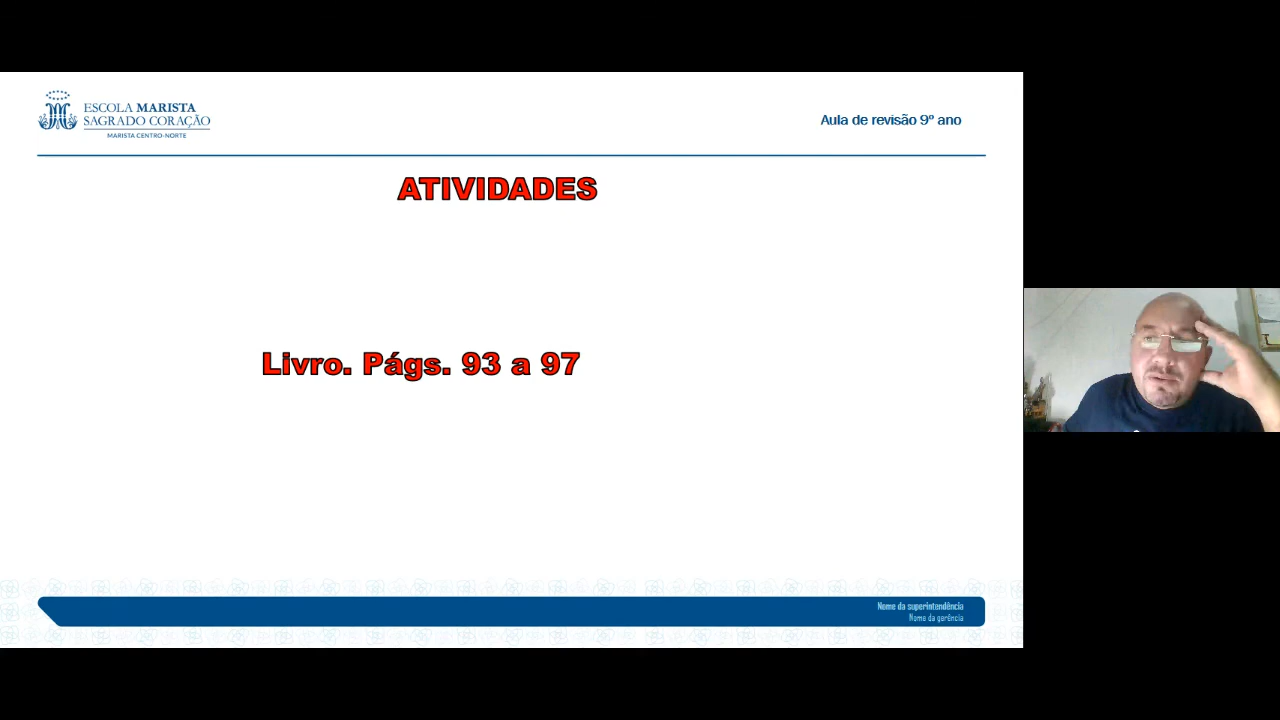 ESCOLA MARISTA
SAGRADO CORAÇÃO
MARISTA CENTRO-NORTE
Aula de revisão 9º ano
ATIVIDADES
Livro. Págs. 93 a 97
Nome da superintendência
Nome da gerência